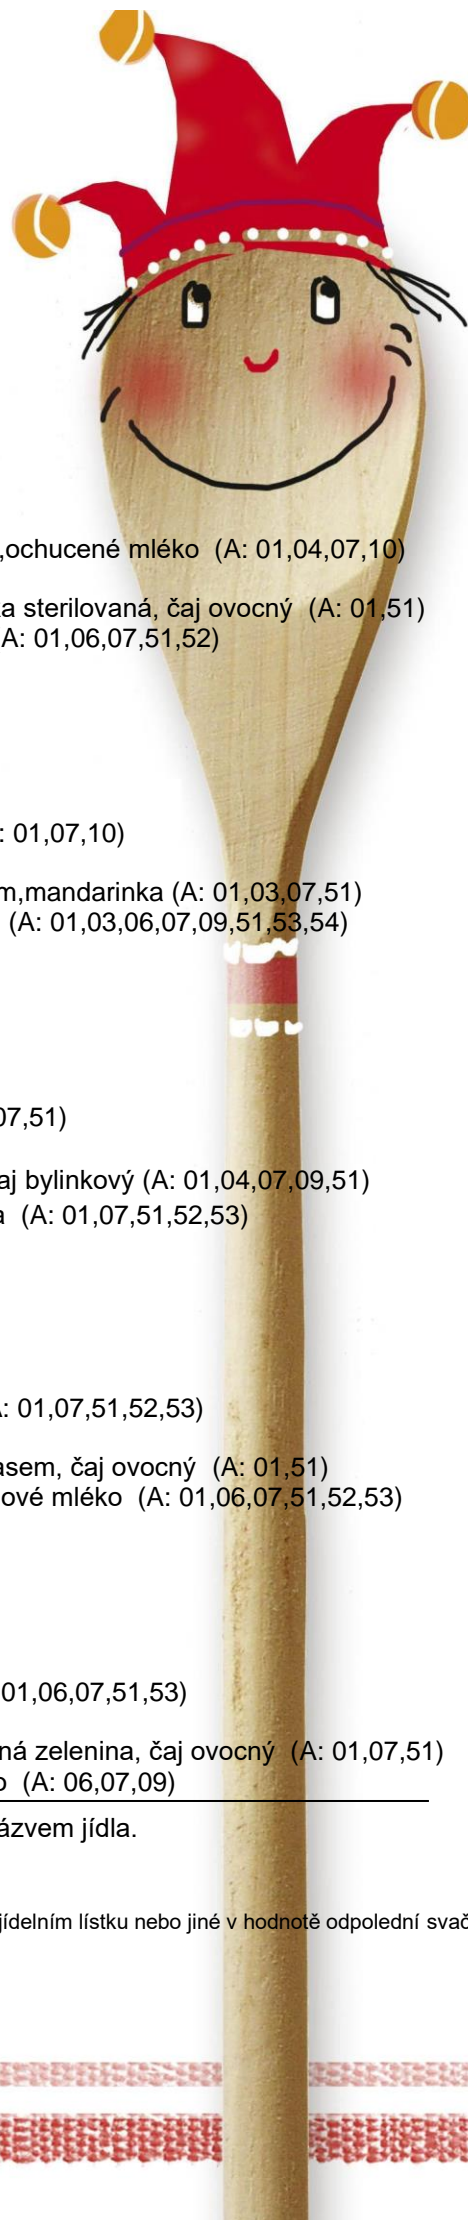 ,ochucené mléko (A: 01,04,07,10)
a sterilovaná, čaj ovocný (A: 01,51)
A: 01,06,07,51,52)
: 01,07,10)
m,mandarinka (A: 01,03,07,51)
(A: 01,03,06,07,09,51,53,54)
07,51)
aj bylinkový (A: 01,04,07,09,51)
a (A: 01,07,51,52,53)
A: 01,07,51,52,53)
asem, čaj ovocný (A: 01,51)
ové mléko (A: 01,06,07,51,52,53)
01,06,07,51,53)
ná zelenina, čaj ovocný (A: 01,07,51)
o (A: 06,07,09)
ázvem jídla.
jídelním lístku nebo jiné v hodnotě odpolední svač